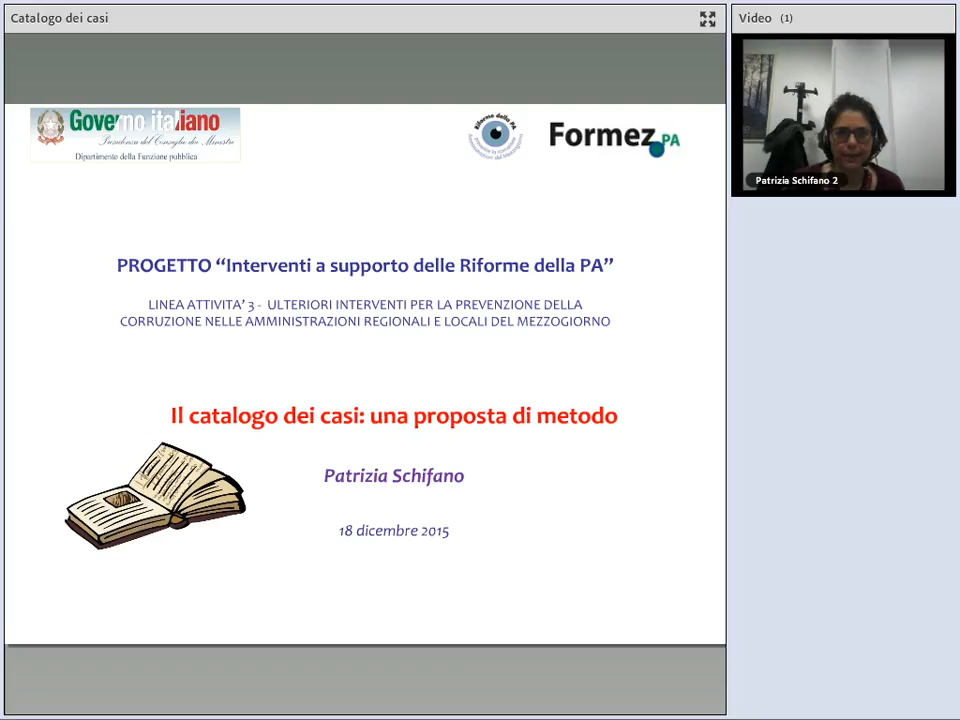 Catalogo dei casi
Video (1)
Governo italiano
Presidenza del Consiglio dei Ministri
Dipartimento della Funzione pubblica
Riforme della PA
Formez PA
Patrizia Schifano 2
PROGETTO “Interventi a supporto delle Riforme della PA”
LINEA ATTIVITA’ 3 - ULTERIORI INTERVENTI PER LA PREVENZIONE DELLA
CORRUZIONE NELLE AMMINISTRAZIONI REGIONALI E LOCALI DEL MEZZOGIORNO
Il catalogo dei casi: una proposta di metodo
Patrizia Schifano
18 dicembre 2015